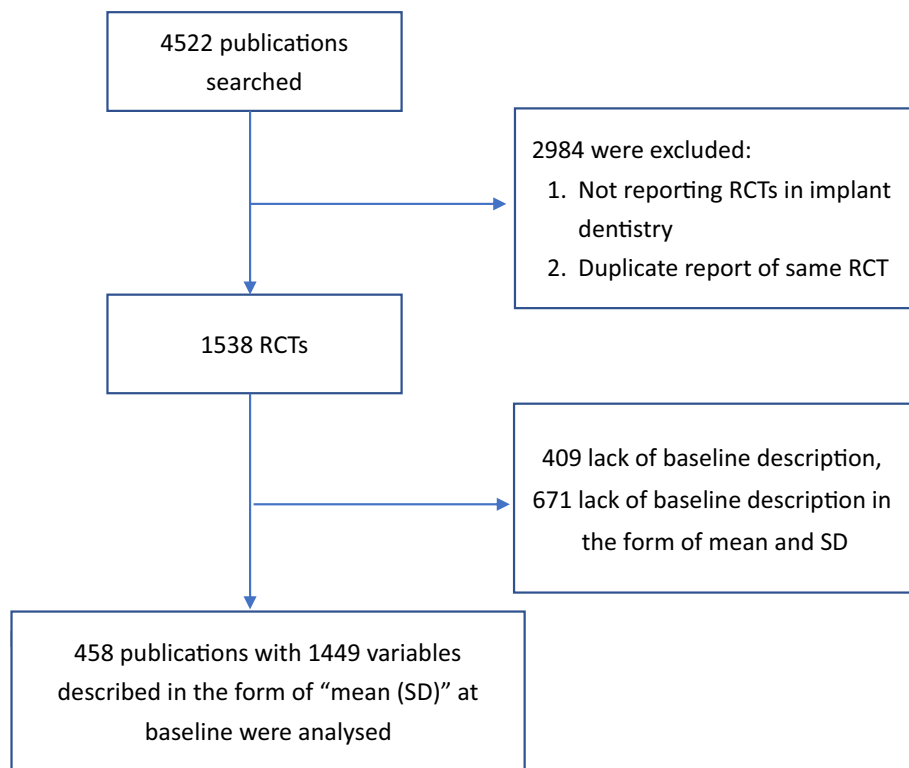 4522 publications
searched
2984 were excluded:
1. Not reporting RCTs in implant
dentistry
2. Duplicate report of same RCT
1538 RCTs
409 lack of baseline description,
671 lack of baseline description in
the form of mean and SD
458 publications with 1449 variables
described in the form of “mean (SD)” at
baseline were analysed